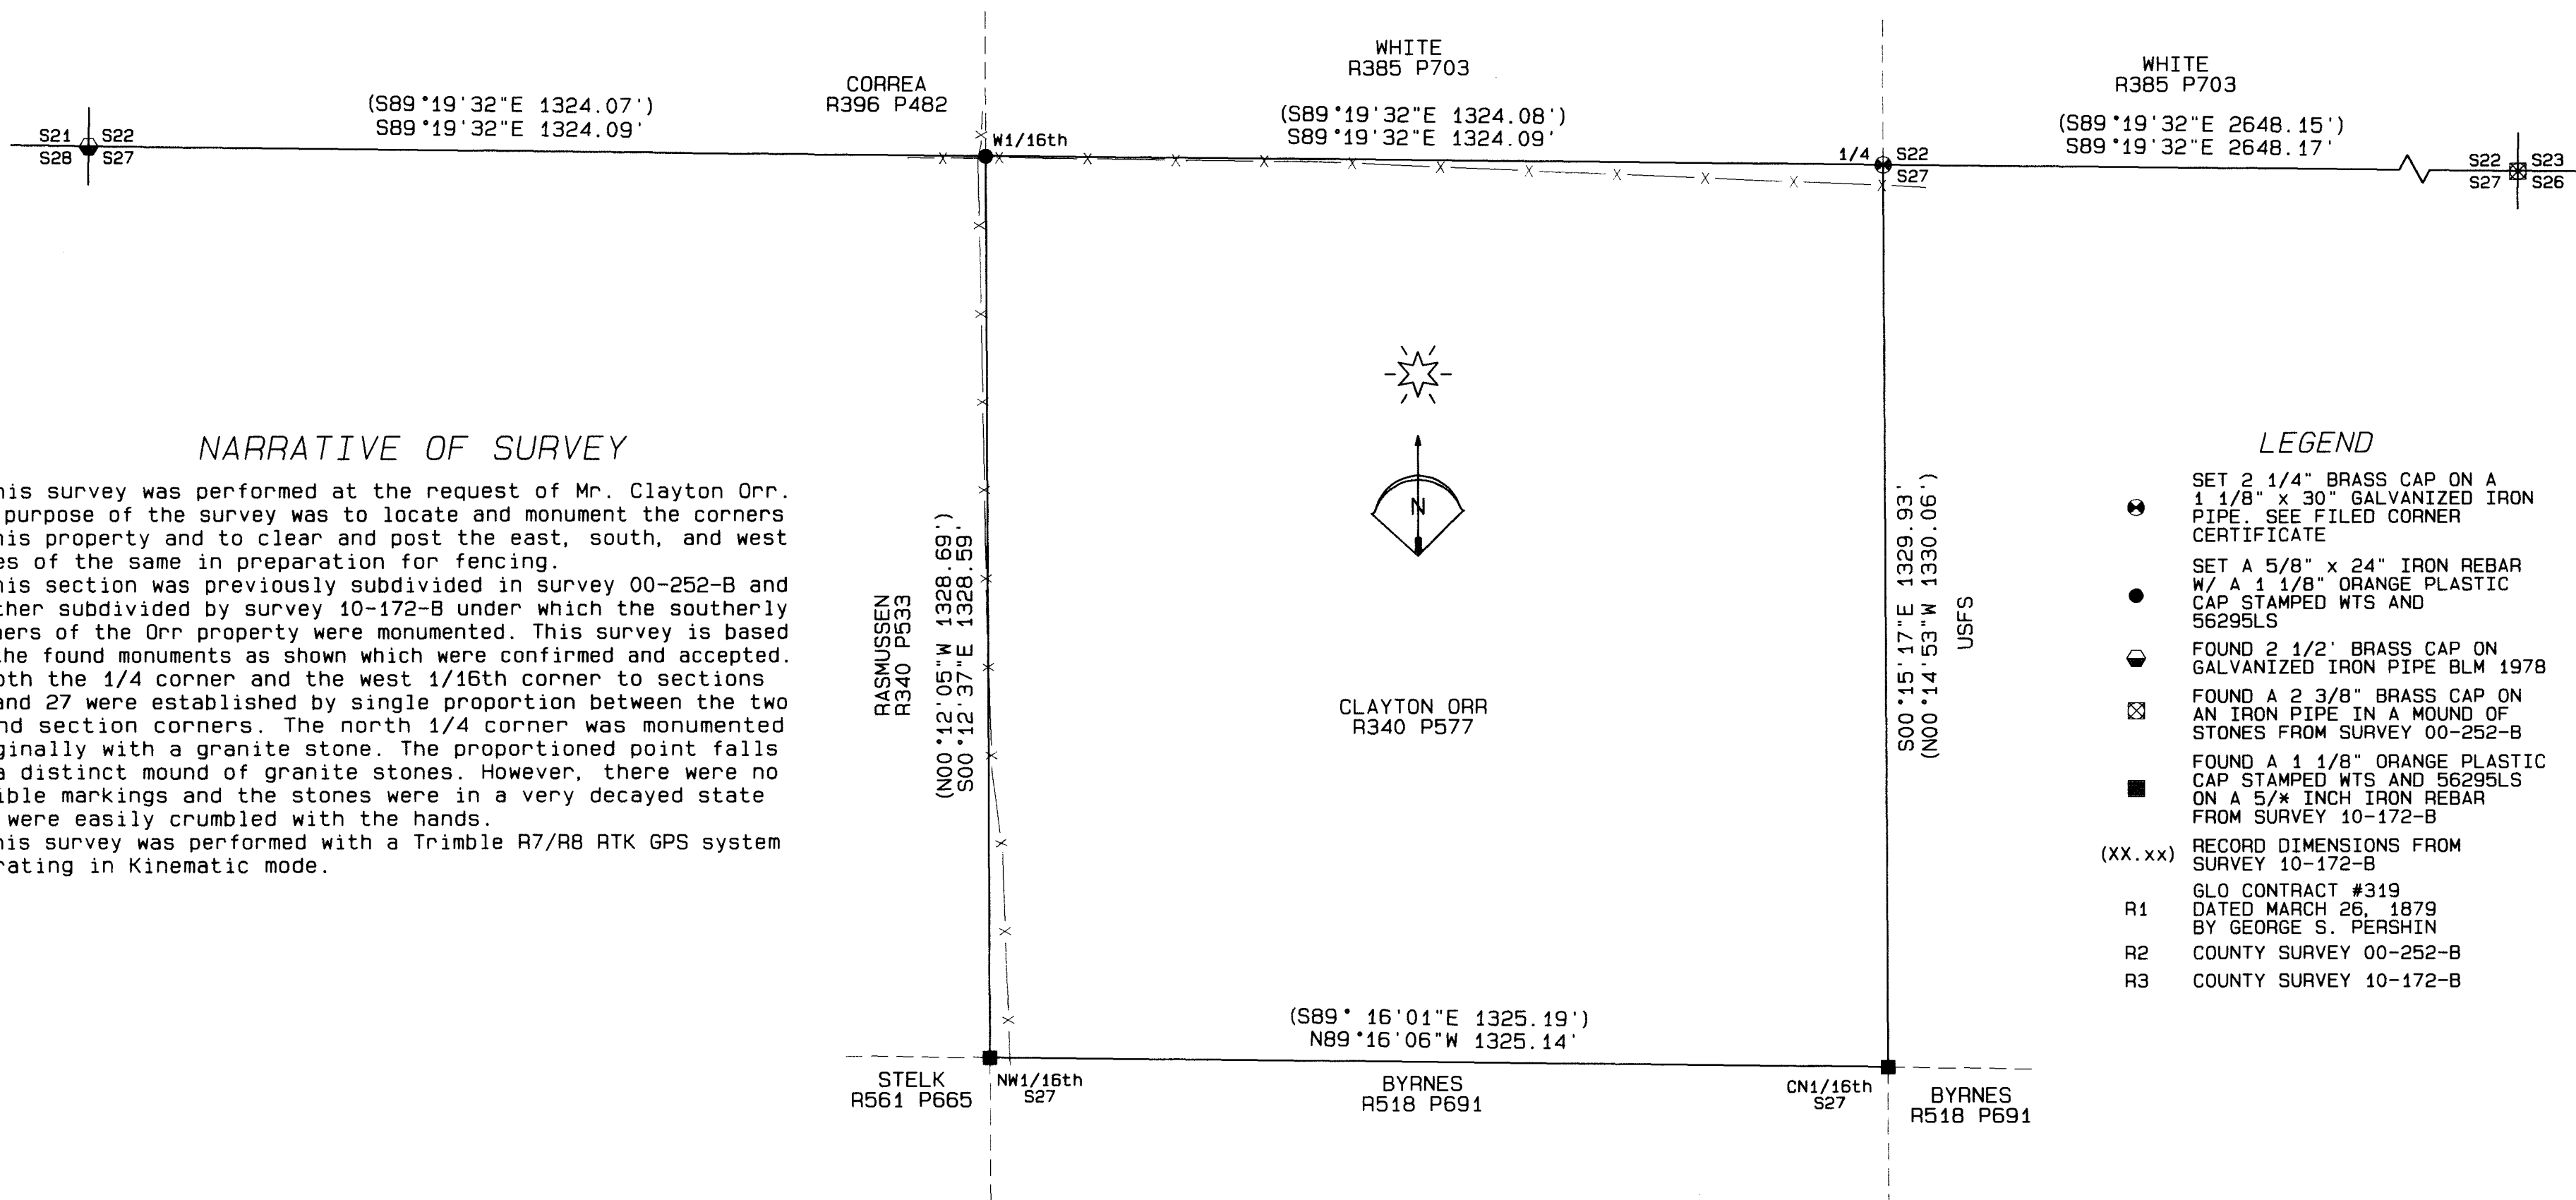 WHITE
R385 P703
CORREA
R396 P482
WHITE
R385 P703
(S89°19'32"E 1324.07')
S89°19'32"E 1324.09'
(S89°19'32"E 1324.08')
S89°19'32"E 1324.09'
(S89°19'32"E 2648.15')
S89°19'32"E 2648.17'
S21 S22
S28 S27
W1/16th
1/4 S22
S27
S22 S23
S27 S26
NARRATIVE OF SURVEY
his survey was performed at the request of Mr. Clayton Orr.
purpose of the survey was to locate and monument the corners
his property and to clear and post the east, south, and west
es of the same in preparation for fencing.
his section was previously subdivided in survey 00-252-B and
ther subdivided by survey 10-172-B under which the southerly
ners of the Orr property were monumented. This survey is based
the found monuments as shown which were confirmed and accepted.
oth the 1/4 corner and the west 1/16th corner to sections
and 27 were established by single proportion between the two
nd section corners. The north 1/4 corner was monumented
ginally with a granite stone. The proportioned point falls
a distinct mound of granite stones. However, there were no
ible markings and the stones were in a very decayed state
were easily crumbled with the hands.
his survey was performed with a Trimble R7/R8 RTK GPS system
rating in Kinematic mode.
RASMUSSEN
R340 P533
(N00°12'05"W 1328.69')
S00°12'37"E 1328.59'
N
CLAYTON ORR
R340 P577
S00°15'17"E 1329.93'
(N00°14'53"W 1330.06')
USFS
(S89° 16'01"E 1325.19')
N89°16'06"W 1325.14'
STELK
R561 P665
NW1/16th
S27
BYRNES
R518 P691
CN1/16th
S27
BYRNES
R518 P691
LEGEND
SET 2 1/4" BRASS CAP ON A
1 1/8" x 30" GALVANIZED IRON
PIPE. SEE FILED CORNER
CERTIFICATE
SET A 5/8" x 24" IRON REBAR
W/ A 1 1/8" ORANGE PLASTIC
CAP STAMPED WTS AND
56295LS
FOUND 2 1/2' BRASS CAP ON
GALVANIZED IRON PIPE BLM 1978
FOUND A 2 3/8" BRASS CAP ON
AN IRON PIPE IN A MOUND OF
STONES FROM SURVEY 00-252-B
FOUND A 1 1/8" ORANGE PLASTIC
CAP STAMPED WTS AND 56295LS
ON A 5/* INCH IRON REBAR
FROM SURVEY 10-172-B
(XX.xx) RECORD DIMENSIONS FROM
SURVEY 10-172-B
GLO CONTRACT #319
R1 DATED MARCH 26, 1879
BY GEORGE S. PERSHIN
R2 COUNTY SURVEY 00-252-B
R3 COUNTY SURVEY 10-172-B